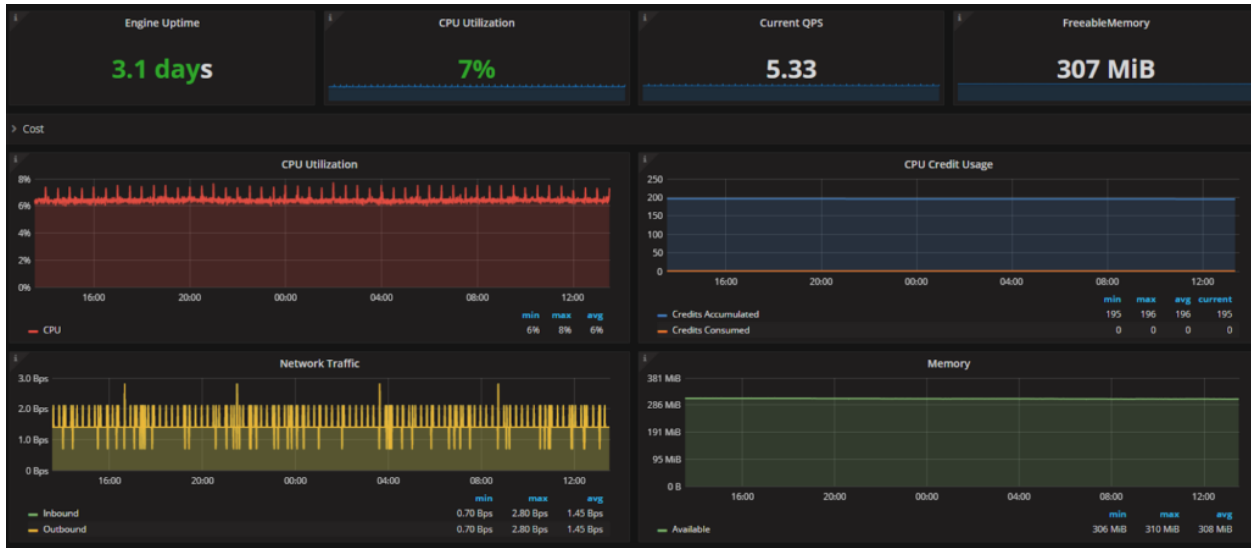 Engine Uptime
3.1 days
CPU Utilization
7%
Current QPS
5.33
FreeableMemory
307 MiB
> Cost
CPU Utilization
8%
6%
4%
2%
0%
16:00 20:00 00:00 04:00 08:00 12:00
min max avg
CPU 6% 8% 6%
CPU Credit Usage
250
200
150
100
50
0
16:00 20:00 00:00 04:00 08:00 12:00
min max avg current
Credits Accumulated 195 196 196 195
Credits Consumed 0 0 0 0
Network Traffic
3.0 Bps
2.0 Bps
1.0 Bps
0 Bps
16:00 20:00 00:00 04:00 08:00 12:00
min max avg
Inbound 0.70 Bps 2.80 Bps 1.45 Bps
Outbound 0.70 Bps 2.80 Bps 1.45 Bps
Memory
381 MiB
286 MiB
191 MiB
95 MiB
0 B
16:00 20:00 00:00 04:00 08:00 12:00
min max avg
Available 306 MiB 310 MiB 308 MiB